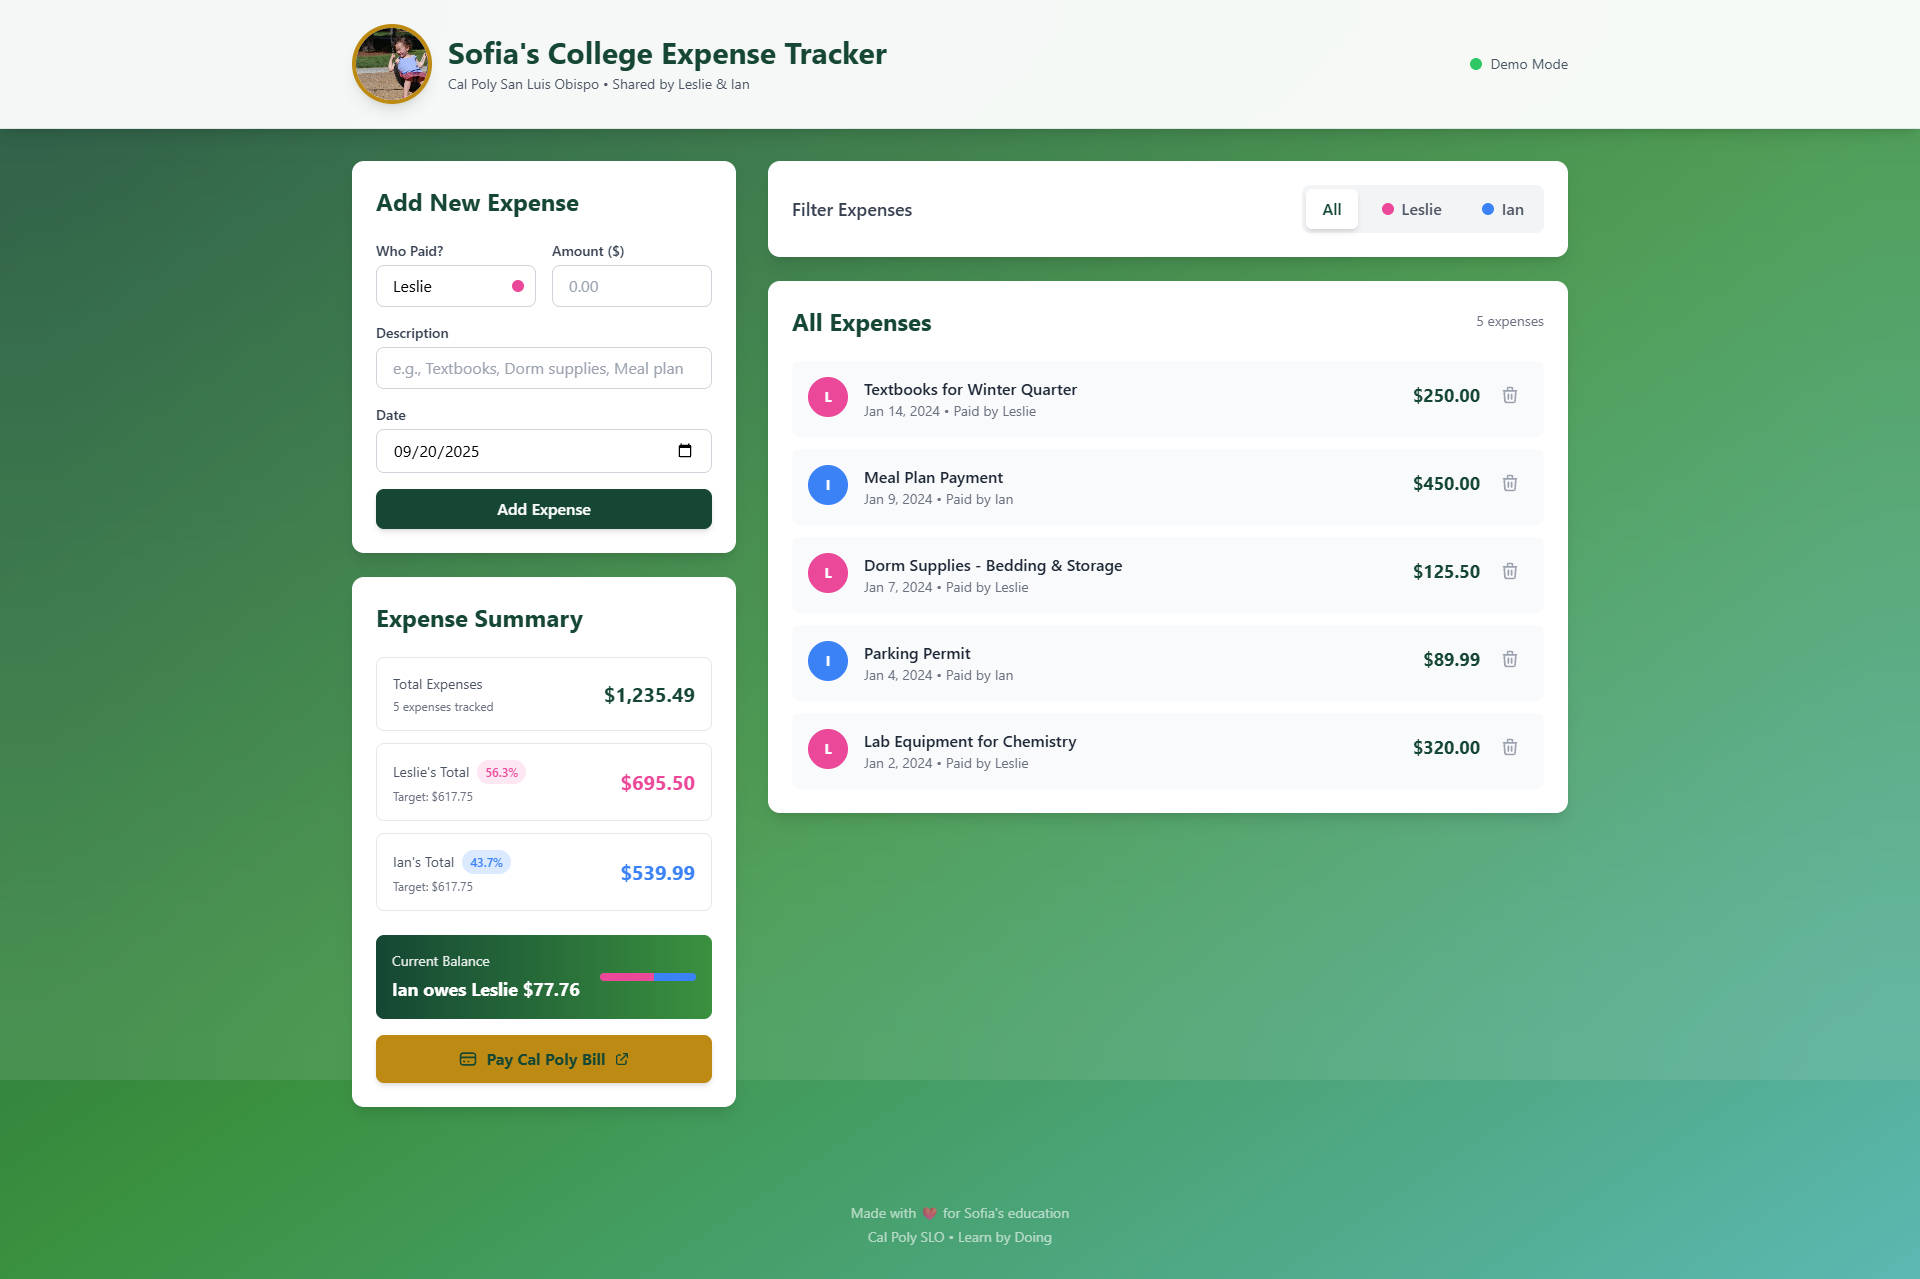 Sofia's College Expense Tracker
Cal Poly San Luis Obispo • Shared by Leslie & Ian
Demo Mode
Add New Expense
Who Paid?
Amount ($)
Leslie
0.00
Description
e.g., Textbooks, Dorm supplies, Meal plan
Date
09/20/2025
Add Expense
Expense Summary
Total Expenses
5 expenses tracked
$1,235.49
Leslie's Total 56.3%
Target: $617.75
$695.50
Ian's Total 43.7%
Target: $617.75
$539.99
Current Balance
Ian owes Leslie $77.76
Pay Cal Poly Bill
Filter Expenses
All
Leslie
Ian
All Expenses
5 expenses
L
Textbooks for Winter Quarter
Jan 14, 2024 • Paid by Leslie
$250.00
I
Meal Plan Payment
Jan 9, 2024 • Paid by Ian
$450.00
L
Dorm Supplies - Bedding & Storage
Jan 7, 2024 • Paid by Leslie
$125.50
I
Parking Permit
Jan 4, 2024 • Paid by Ian
$89.99
L
Lab Equipment for Chemistry
Jan 2, 2024 • Paid by Leslie
$320.00
Made with ❤️ for Sofia's education
Cal Poly SLO • Learn by Doing